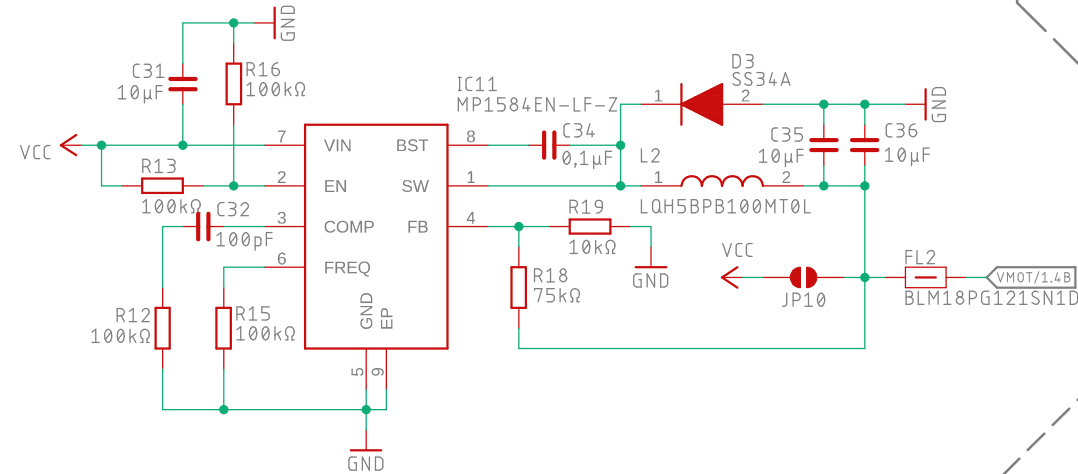 GND
C31
10µF
R16
100kΩ
IC11
MP1584EN-LF-Z
D3
SS34A
1
2
GND
VCC
7
VIN
BST
8
C34
0,1µF
C35
10µF
C36
10µF
R13
100kΩ
2
EN
SW
1
L2
1
2
LQH5BPB100MT0L
C32
100pF
3
COMP
FB
4
R19
10kΩ
GND
6
FREQ
R18
75kΩ
VCC
JP10
FL2
BLM18PG121SN1D
VMOT/1.4B
R12
100kΩ
R15
100kΩ
GND
EP
5
9
GND